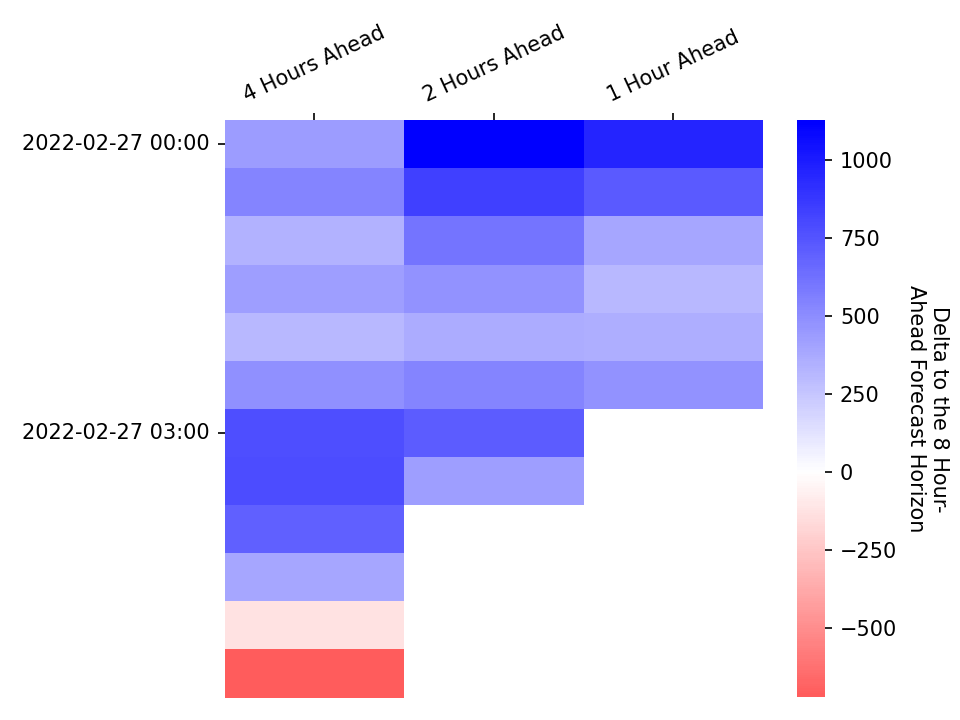 4 Hours Ahead
2 Hours Ahead
1 Hour Ahead
2022-02-27 00:00
2022-02-27 03:00
1000
750
500
250
0
−250
−500
Delta to the 8 Hour-
Ahead Forecast Horizon